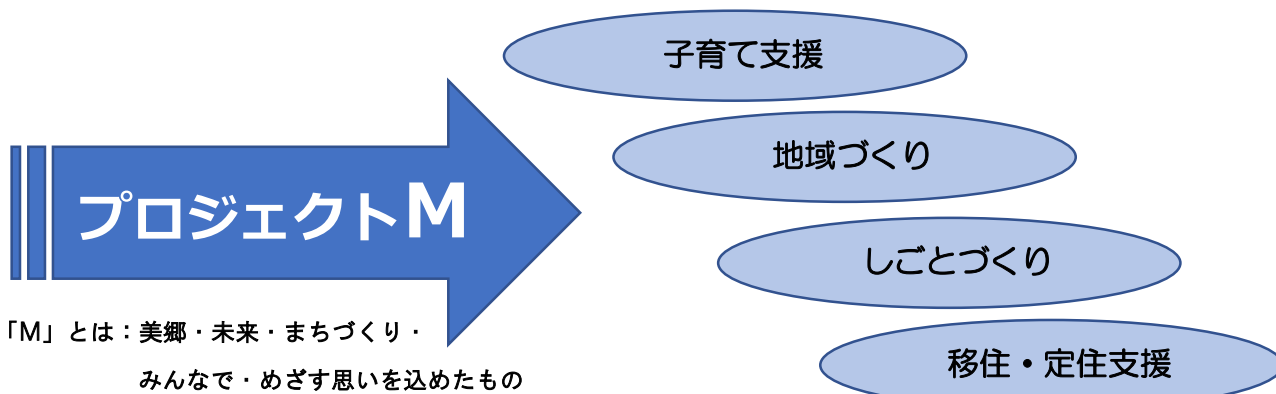 子育て支援
地域づくり
プロジェクトM
しごとづくり
「M」とは：美郷・未来・まちづくり・
みんなで・めざす思いを込めたもの
移住・定住支援